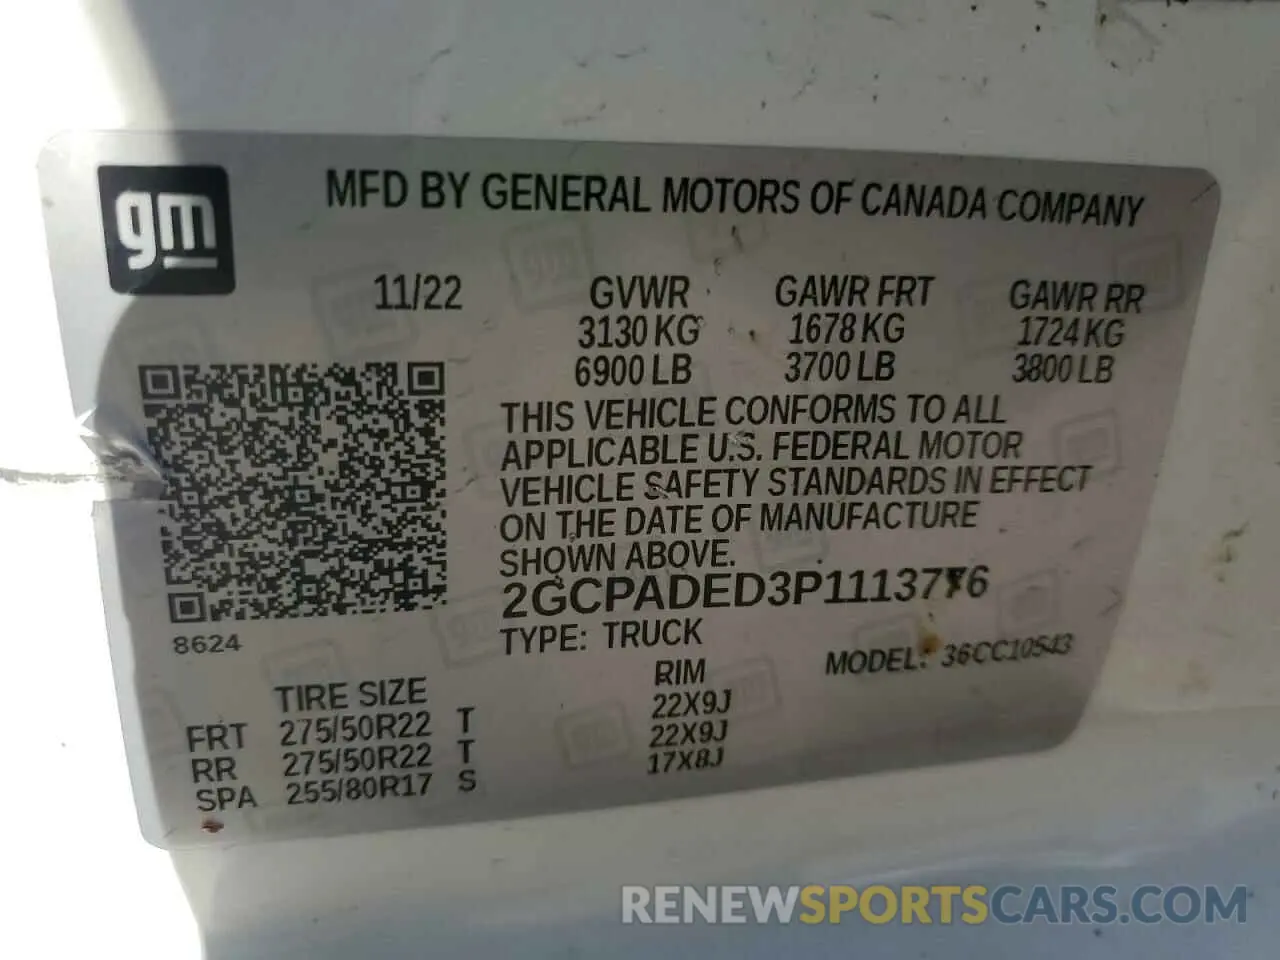 gm
MFD BY GENERAL MOTORS OF CANADA COMPANY
11/22 GVWR GAWR FRT GAWR RR
3130 KG 1678 KG 1724 KG
6900 LB 3700 LB 3800 LB
THIS VEHICLE CONFORMS TO ALL
APPLICABLE U.S. FEDERAL MOTOR
VEHICLE SAFETY STANDARDS IN EFFECT
ON THE DATE OF MANUFACTURE
SHOWN ABOVE.
2GCPADED3P1113776
8624
TYPE: TRUCK
MODEL: 36CC10543
TIRE SIZE RIM
FRT 275/50R22 T 22X9J
RR 275/50R22 T 22X9J
SPA 255/80R17 S 17X8J
RENEWSPORTSCARS.COM